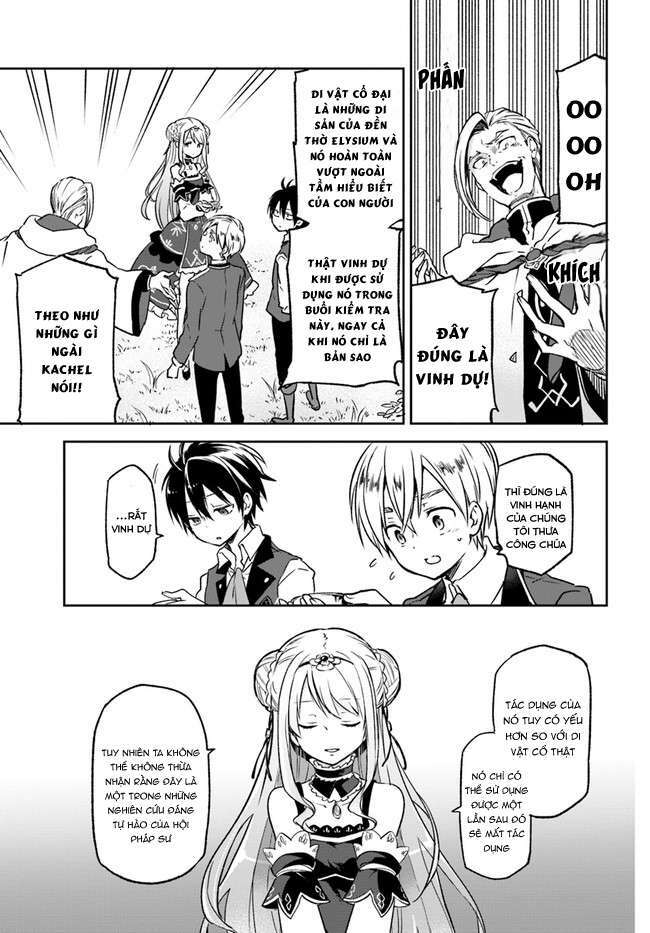 PHẤN
KHÍCH
OO
OO
OH
ĐÂY
ĐÚNG LÀ
VINH DỰ!
DI VẬT CỔ ĐẠI
LÀ NHỮNG DI
SẢN CỦA ĐỀN
THỜ ELYSIUM VÀ
NÓ HOÀN TOÀN
VƯỢT NGOÀI
TẦM HIỂU BIẾT
CỦA CON NGƯỜI
THẬT VINH DỰ
KHI ĐƯỢC SỬ
DỤNG NÓ TRONG
BUỔI KIỂM TRA
NÀY, NGAY CẢ
KHI NÓ CHỈ LÀ
BẢN SAO
THEO NHƯ
NHỮNG GÌ
NGÀI
KACHEL
NÓI!!
THÌ ĐÚNG LÀ
VINH HẠNH
CỦA CHÚNG
TÔI THƯA
CÔNG CHÚA
...RẤT
VINH DỰ
TÁC DỤNG CỦA
NÓ TUY CÓ YẾU
HƠN SO VỚI DI
VẬT CỔ THẬT
NÓ CHỈ CÓ
THỂ SỬ DỤNG
ĐƯỢC MỘT
LẦN SAU ĐÓ
SẼ MẤT TÁC
DỤNG
TUY NHIÊN TA KHÔNG
THỂ KHÔNG THỪA
NHẬN RẰNG ĐÂY LÀ
MỘT TRONG NHỮNG
NGHIÊN CỨU ĐÁNG
TỰ HÀO CỦA HỘI
PHÁP SƯ